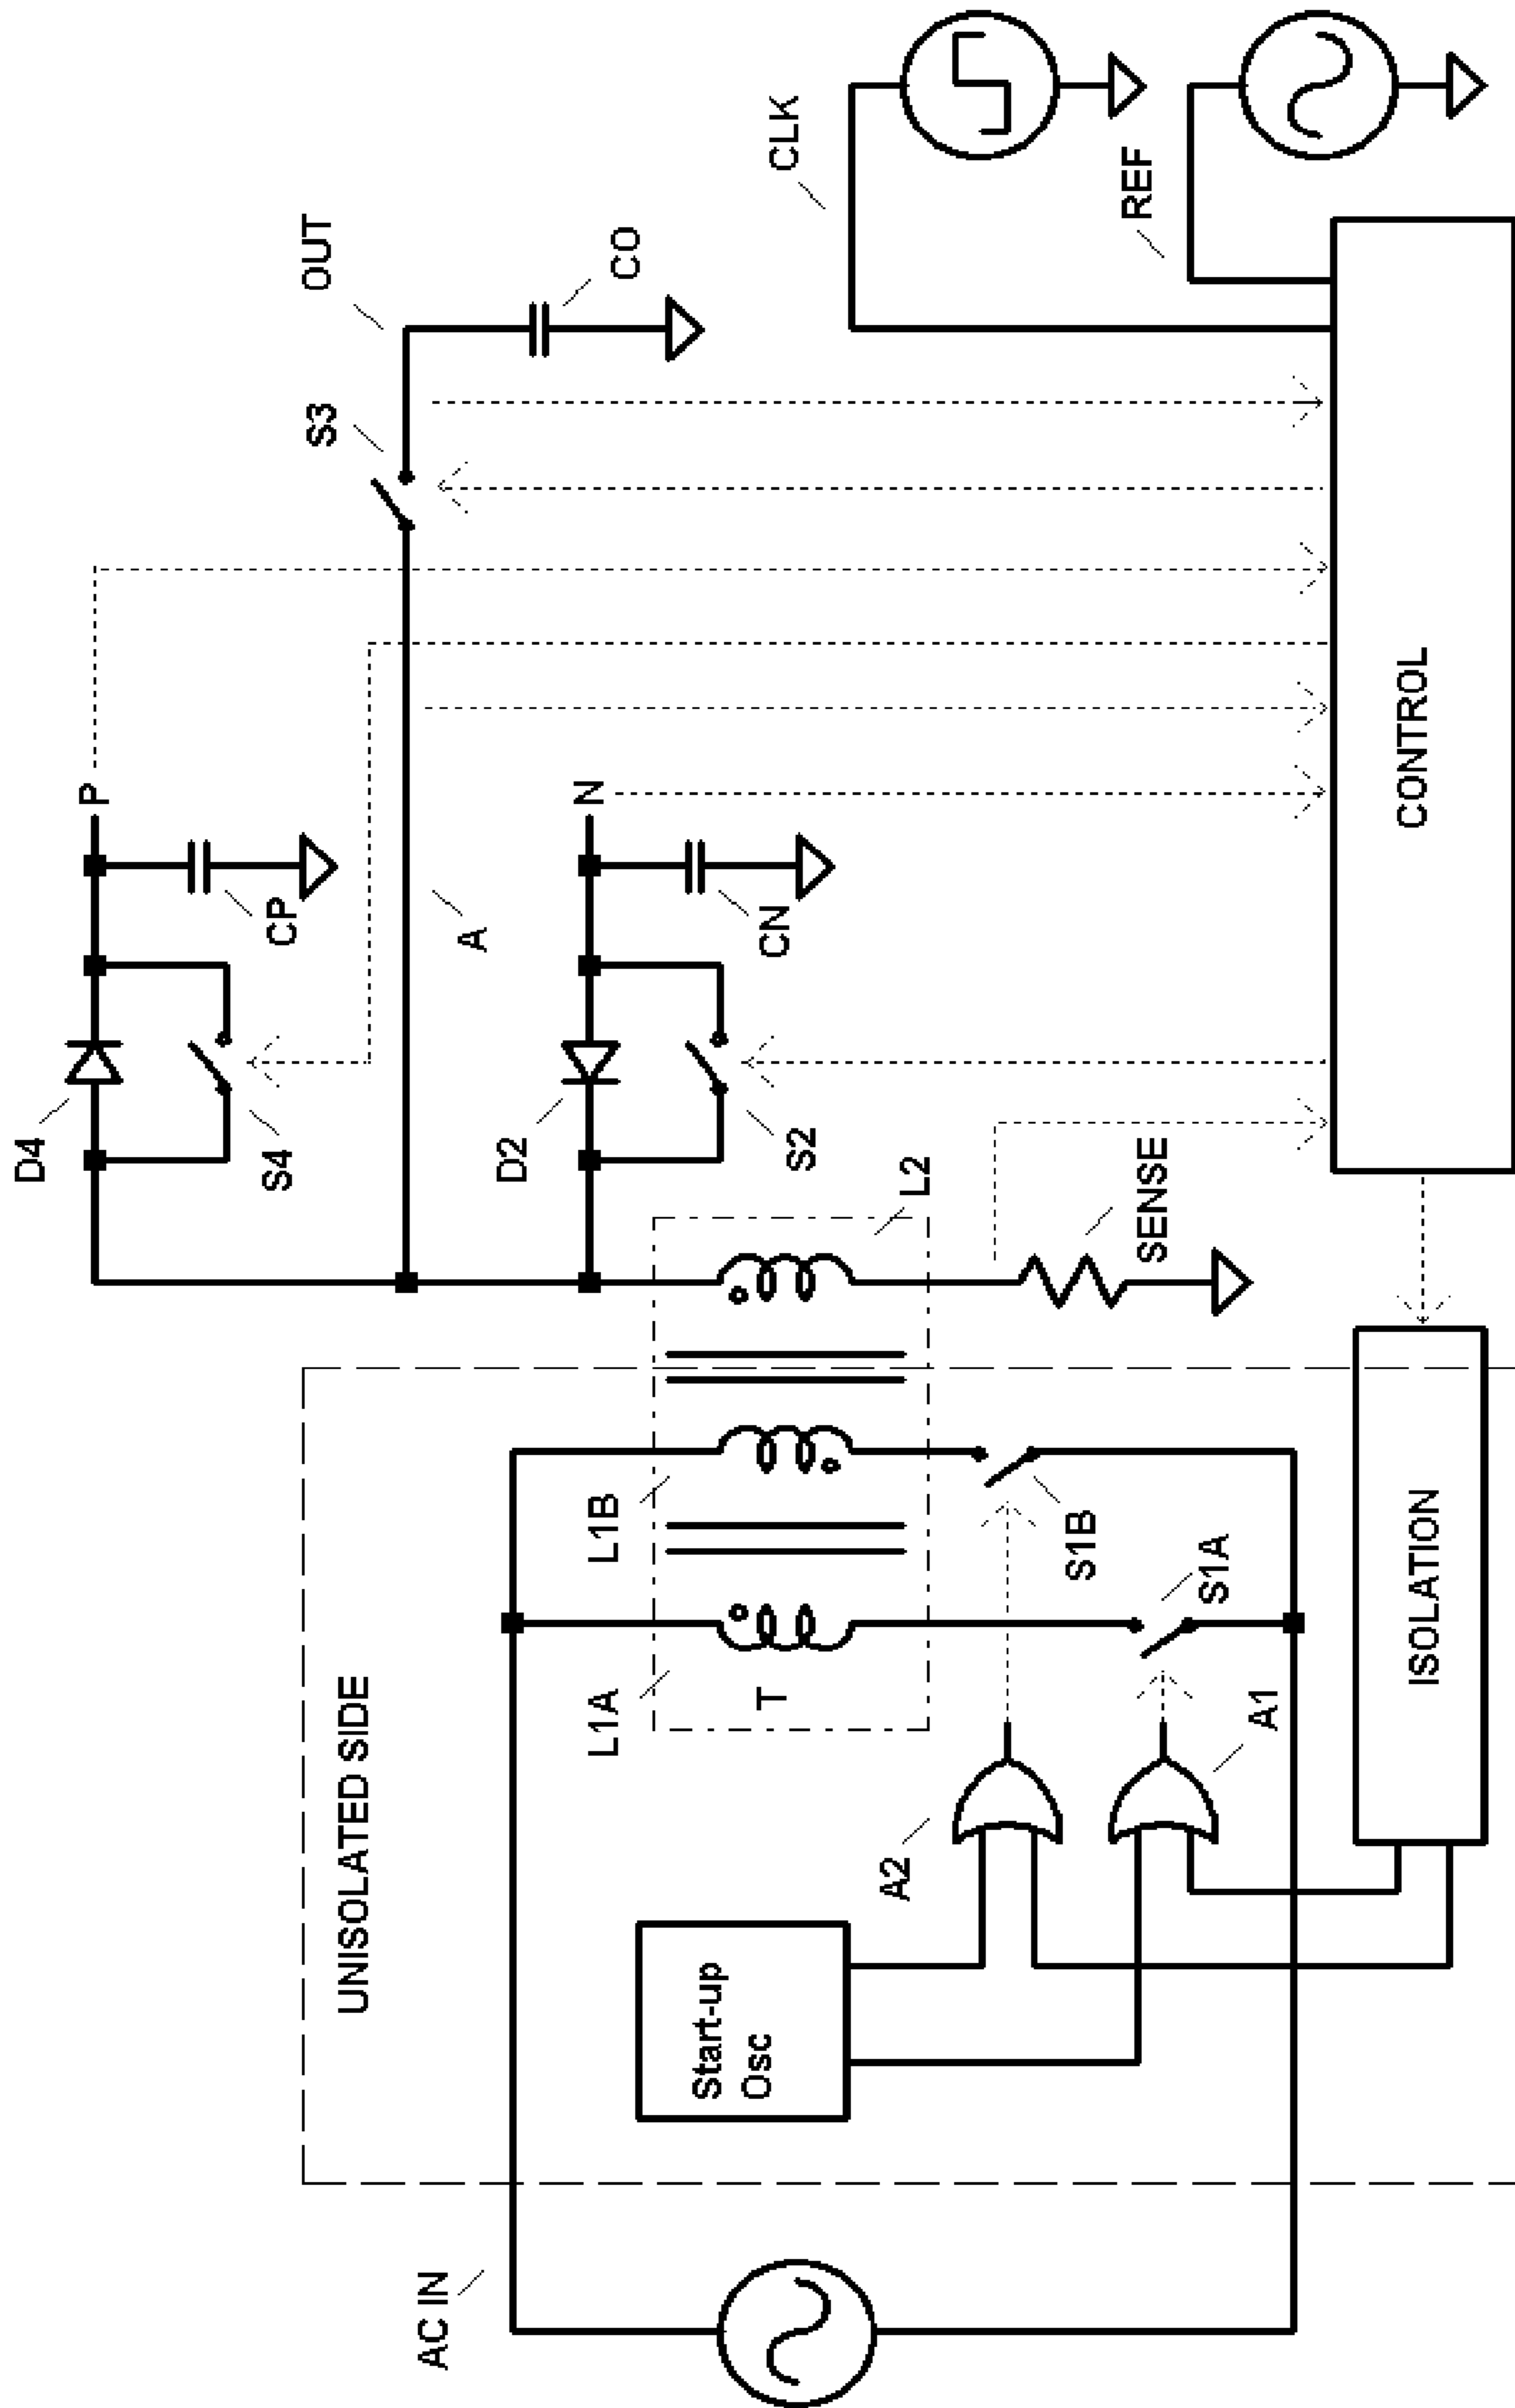 AC IN
UNISOLATED SIDE
Start-up
Osc
A2
A1
L1A
T
L1B
S1B
S1A
ISOLATION
D4
S4
D2
S2
L2
SENSE
CP
P
A
N
CN
S3
OUT
CO
CLK
REF
CONTROL